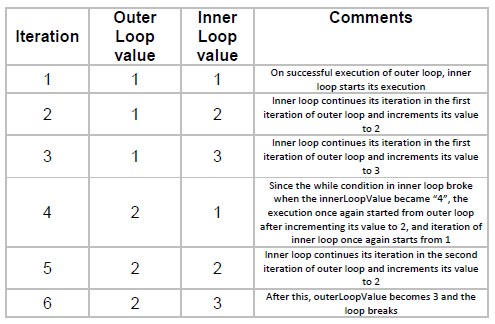 Iteration
Outer
Loop
value
Inner
Loop
value
Comments
1
1
1
On successful execution of outer loop, inner
loop starts its execution
2
1
2
Inner loop continues its iteration in the first
iteration of outer loop and increments its value
to 2
3
1
3
Inner loop continues its iteration in the first
iteration of outer loop and increments its value
to 3
4
2
1
Since the while condition in inner loop broke
when the innerLoopValue became “4”, the
execution once again started from outer loop
after incrementing its value to 2, and iteration of
inner loop once again starts from 1
5
2
2
Inner loop continues its iteration in the second
iteration of outer loop and increments its value
to 2
6
2
3
After this, outerLoopValue becomes 3 and the
loop breaks